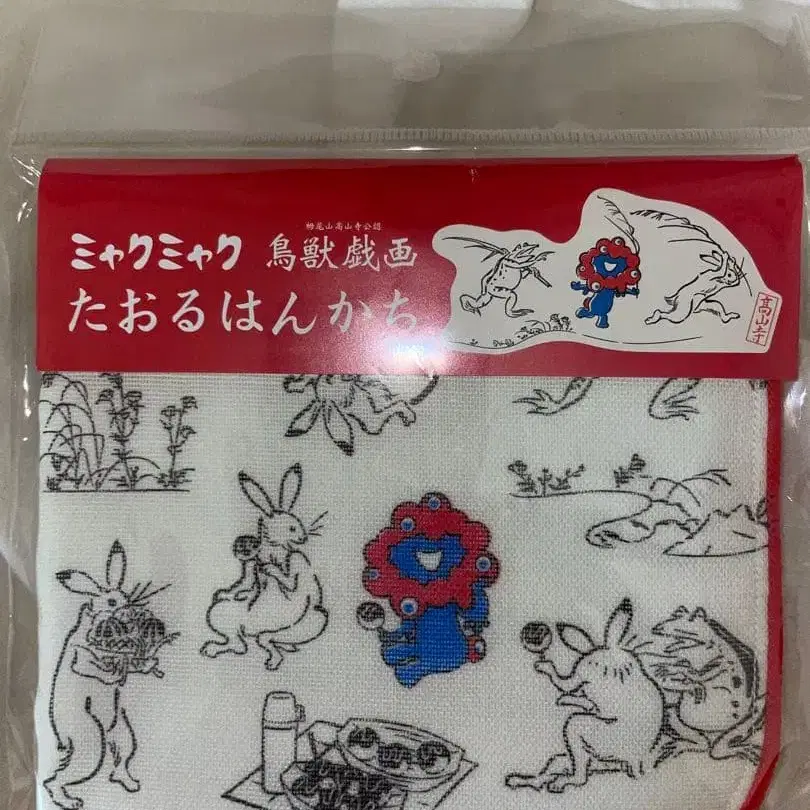 栂尾山高山寺公認
ミャクミャク 鳥獣戯画
たおるはんかち
高山寺